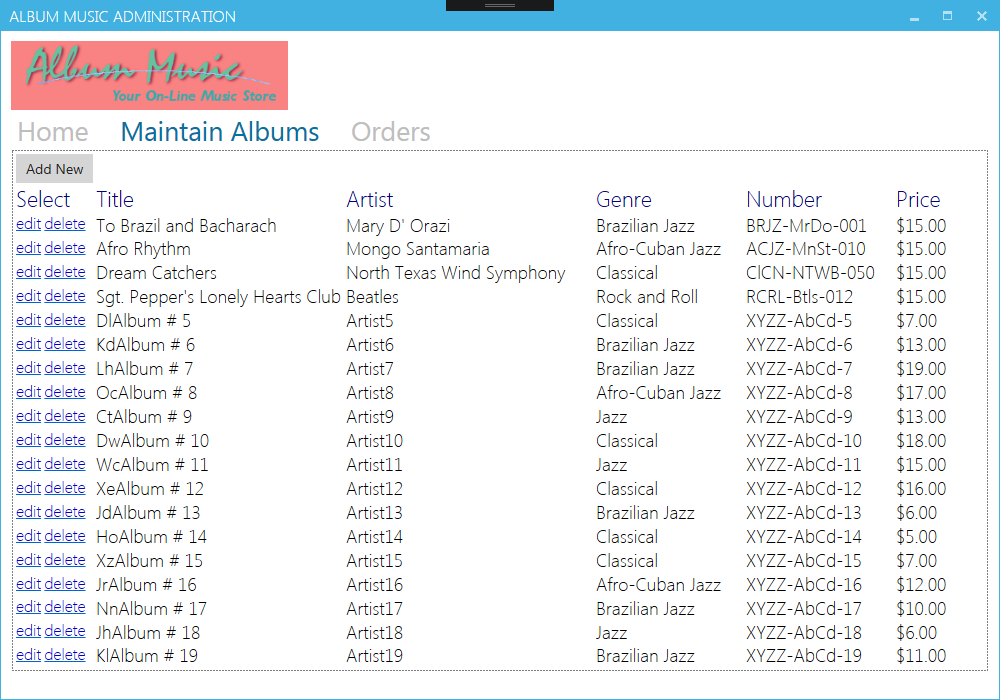 ALBUM MUSIC ADMINISTRATION
Album Music
Your On-Line Music Store
Home Maintain Albums Orders
Add New
Select Title Artist Genre Number Price
edit delete To Brazil and Bacharach Mary D' Orazi Brazilian Jazz BRJZ-MrDo-001 $15.00
edit delete Afro Rhythm Mongo Santamaria Afro-Cuban Jazz ACJZ-MnSt-010 $15.00
edit delete Dream Catchers North Texas Wind Symphony Classical ClCN-NTWB-050 $15.00
edit delete Sgt. Pepper's Lonely Hearts Club Beatles Rock and Roll RCRL-Btls-012 $15.00
edit delete DlAlbum # 5 Artist5 Classical XYZZ-AbCd-5 $7.00
edit delete KdAlbum # 6 Artist6 Brazilian Jazz XYZZ-AbCd-6 $13.00
edit delete LhAlbum # 7 Artist7 Brazilian Jazz XYZZ-AbCd-7 $19.00
edit delete OcAlbum # 8 Artist8 Afro-Cuban Jazz XYZZ-AbCd-8 $17.00
edit delete CtAlbum # 9 Artist9 Jazz XYZZ-AbCd-9 $13.00
edit delete DwAlbum # 10 Artist10 Classical XYZZ-AbCd-10 $18.00
edit delete WcAlbum # 11 Artist11 Jazz XYZZ-AbCd-11 $15.00
edit delete XeAlbum # 12 Artist12 Classical XYZZ-AbCd-12 $16.00
edit delete JdAlbum # 13 Artist13 Brazilian Jazz XYZZ-AbCd-13 $6.00
edit delete HoAlbum # 14 Artist14 Classical XYZZ-AbCd-14 $5.00
edit delete XzAlbum # 15 Artist15 Classical XYZZ-AbCd-15 $7.00
edit delete JrAlbum # 16 Artist16 Afro-Cuban Jazz XYZZ-AbCd-16 $12.00
edit delete NnAlbum # 17 Artist17 Brazilian Jazz XYZZ-AbCd-17 $10.00
edit delete JhAlbum # 18 Artist18 Jazz XYZZ-AbCd-18 $6.00
edit delete KlAlbum # 19 Artist19 Brazilian Jazz XYZZ-AbCd-19 $11.00